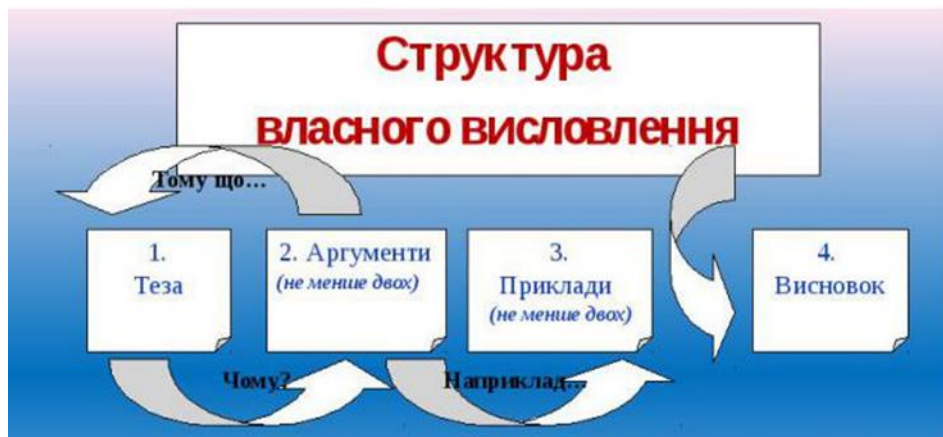 Структура
власного висловлення
Тому що...
1.
Теза
2. Аргументи
(не менше двох)
3.
Приклади
(не менше двох)
4.
Висновок
Чому?
Наприклад...